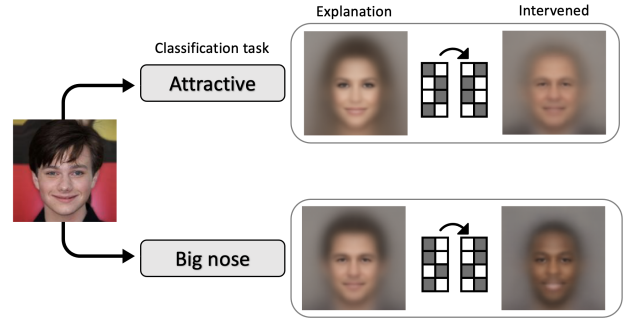 Explanation
Intervened
Classification task
Attractive
Big nose